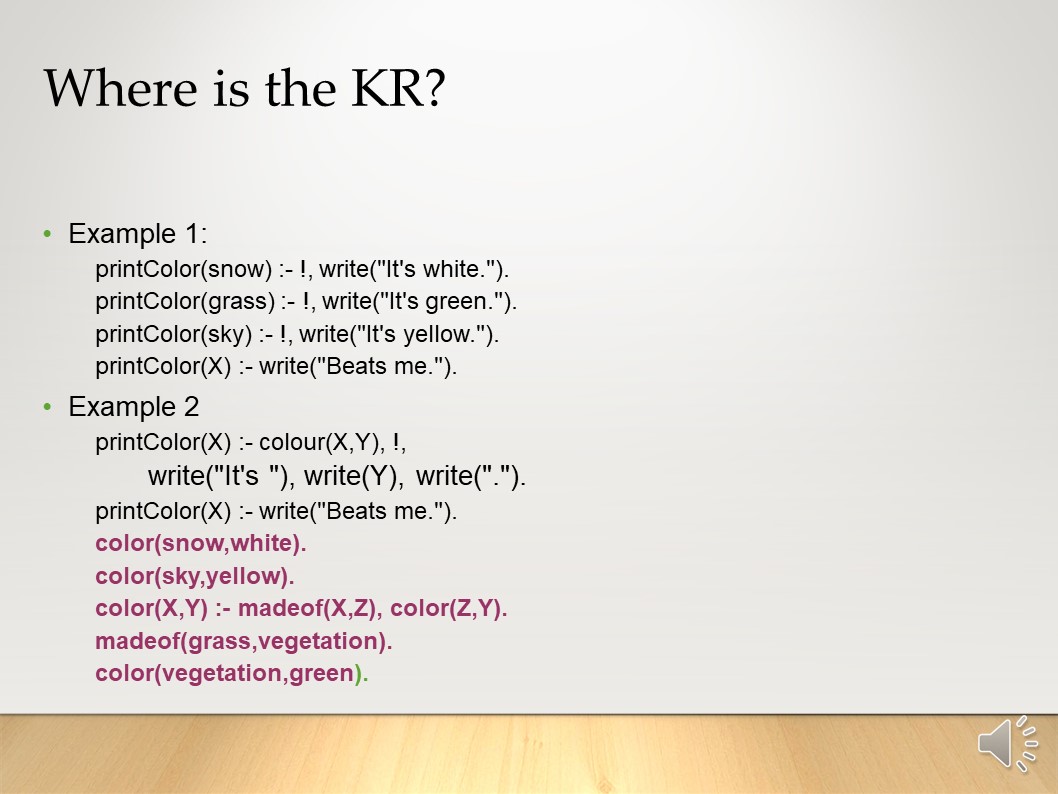 Where is the KR?
• Example 1:
printColor(snow) :- !, write("It's white.").
printColor(grass) :- !, write("It's green.").
printColor(sky) :- !, write("It's yellow.").
printColor(X) :- write("Beats me.").
• Example 2
printColor(X) :- colour(X,Y), !,
write("It's "), write(Y), write(".").
printColor(X) :- write("Beats me.").
color(snow,white).
color(sky,yellow).
color(X,Y) :- madeof(X,Z), color(Z,Y).
madeof(grass,vegetation).
color(vegetation,green).